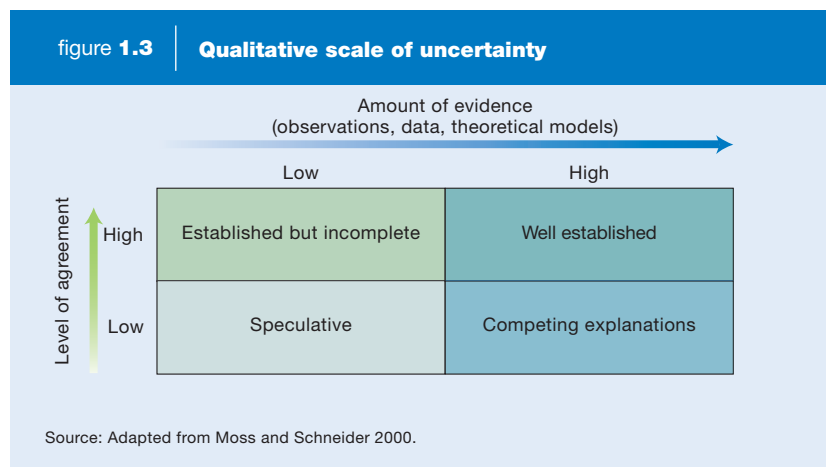 figure 1.3 Qualitative scale of uncertainty
Amount of evidence
(observations, data, theoretical models)
Low High
Level of agreement
High Established but incomplete Well established
Low Speculative Competing explanations
Source: Adapted from Moss and Schneider 2000.